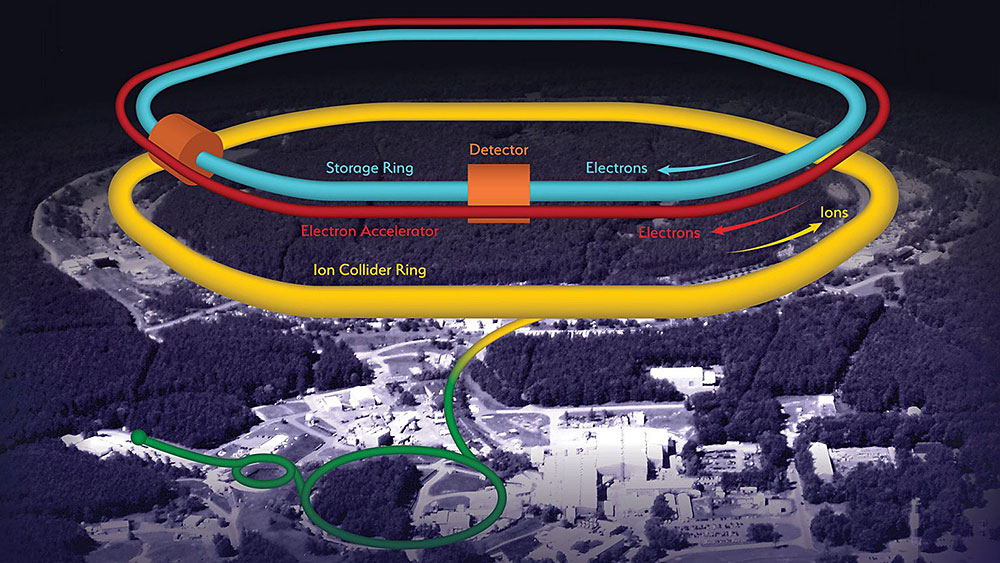 Detector
Storage Ring
Electrons
Ions
Electron Accelerator
Electrons
Ion Collider Ring